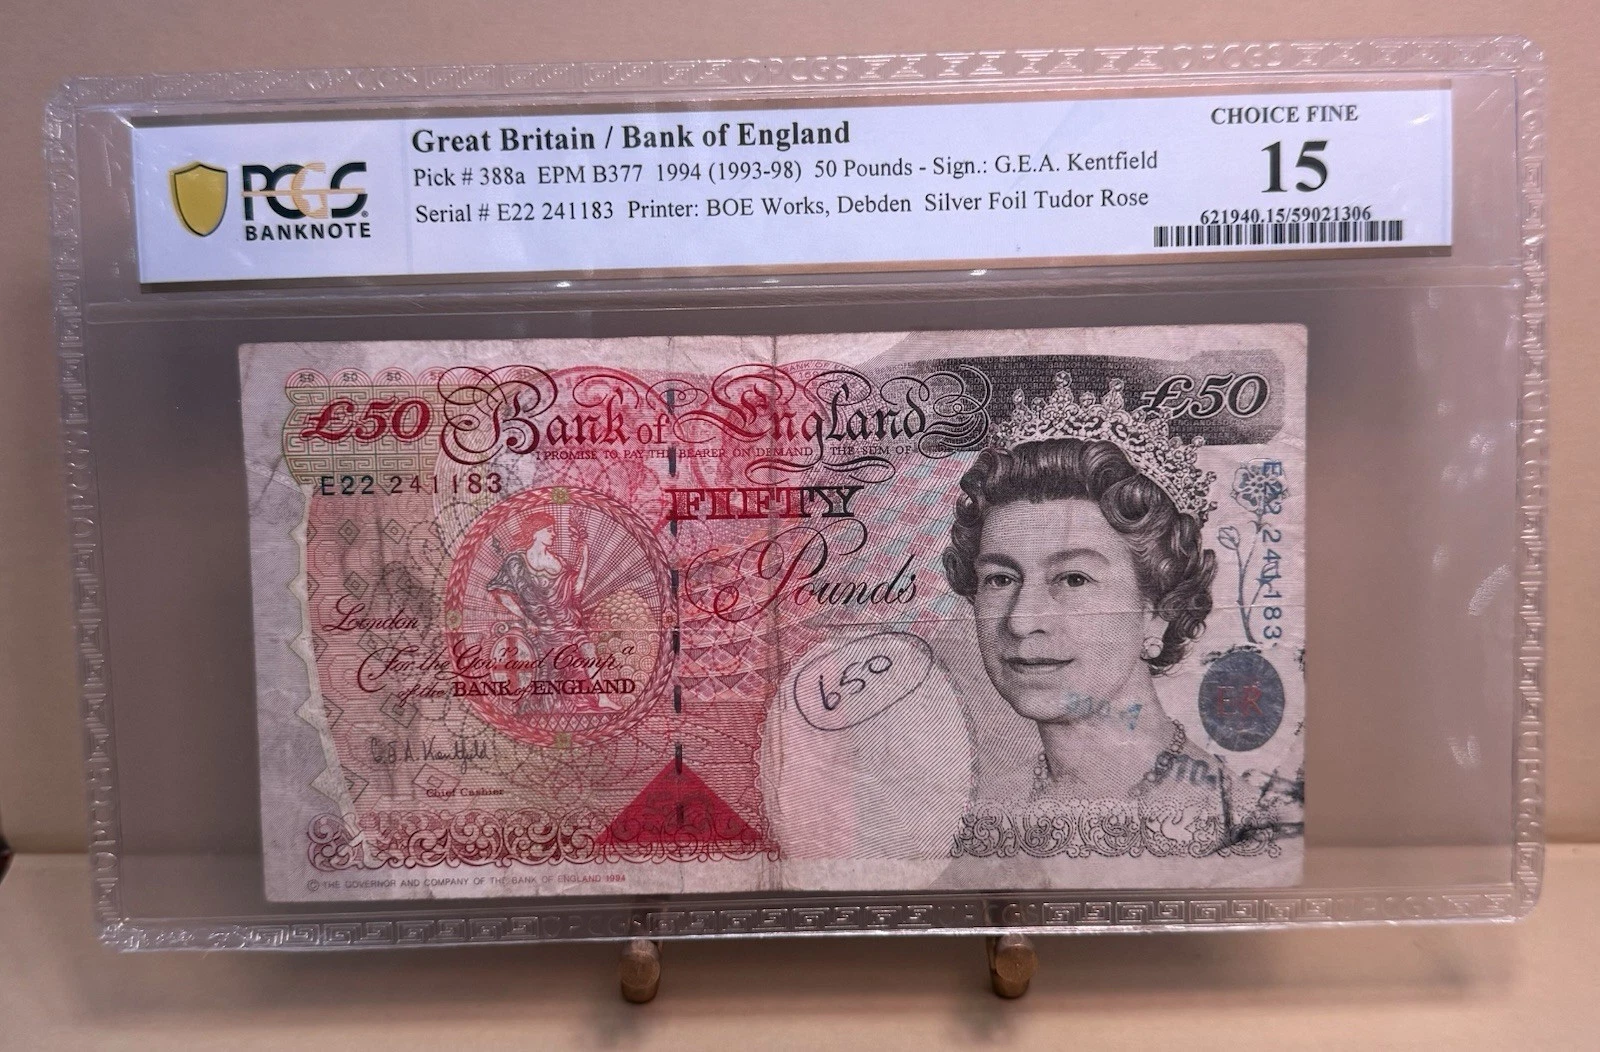 PCGS
BANKNOTE
Great Britain / Bank of England
Pick # 388a EPM B377 1994 (1993-98) 50 Pounds - Sign.: G.E.A. Kentfield
Serial # E22 241183 Printer: BOE Works, Debden Silver Foil Tudor Rose
CHOICE FINE
15
621940.15/59021306
£50
Bank of England
£50
I PROMISE TO PAY THE BEARER ON DEMAND THE SUM OF
E22 241183
FIFTY
Pounds
E22 241183
London
For the Govr. and Compa.
of the BANK of ENGLAND
650
G.E.A. Kentfield
Chief Cashier
© THE GOVERNOR AND COMPANY OF THE BANK OF ENGLAND 1994